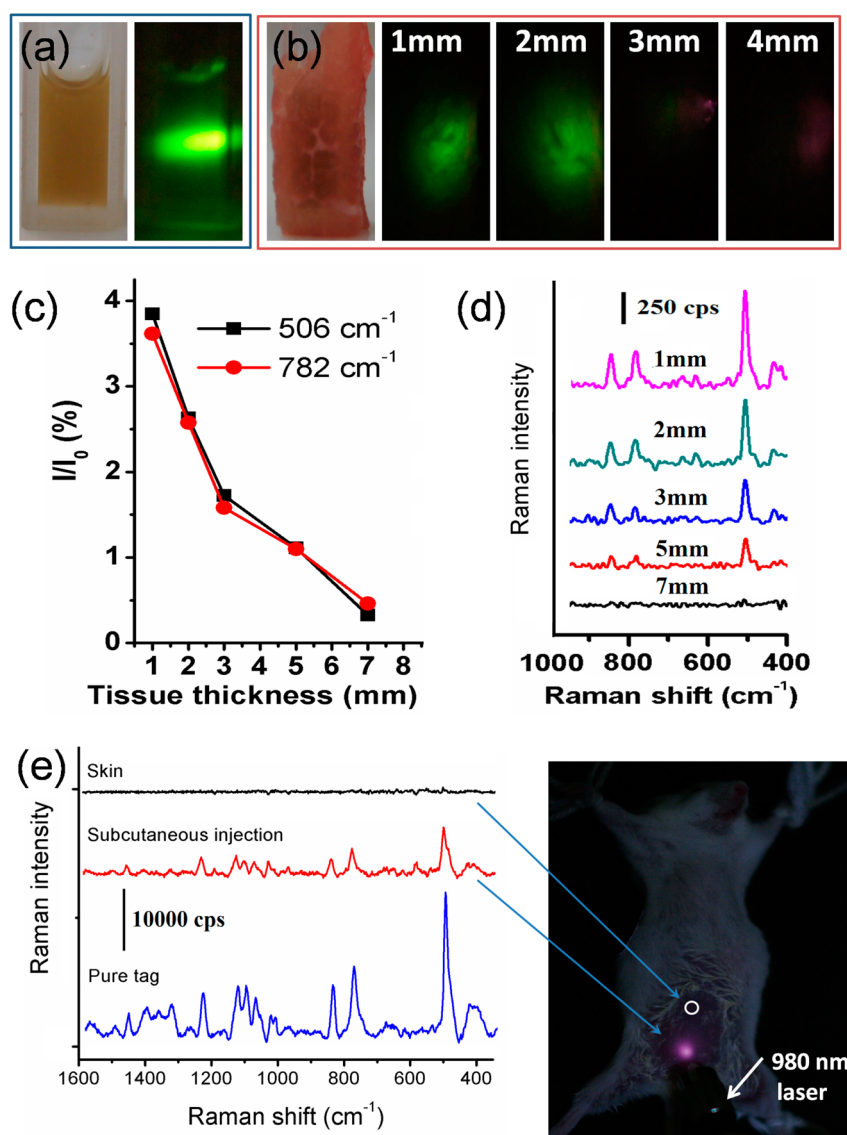 (a)
(b)
1mm
2mm
3mm
4mm
(c)
506 cm⁻¹
782 cm⁻¹
I/I₀ (%)
4
3
2
1
0
1 2 3 4 5 6 7 8
Tissue thickness (mm)
(d)
250 cps
1mm
2mm
3mm
5mm
7mm
Raman intensity
1000 800 600 400
Raman shift (cm⁻¹)
(e)
Skin
Subcutaneous injection
10000 cps
Pure tag
Raman intensity
1600 1400 1200 1000 800 600 400
Raman shift (cm⁻¹)
980 nm
laser